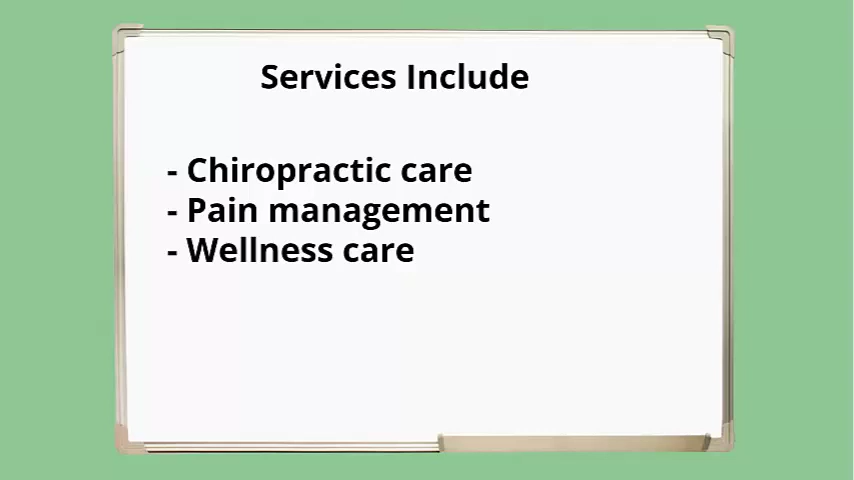 Services Include
- Chiropractic care
- Pain management
- Wellness care